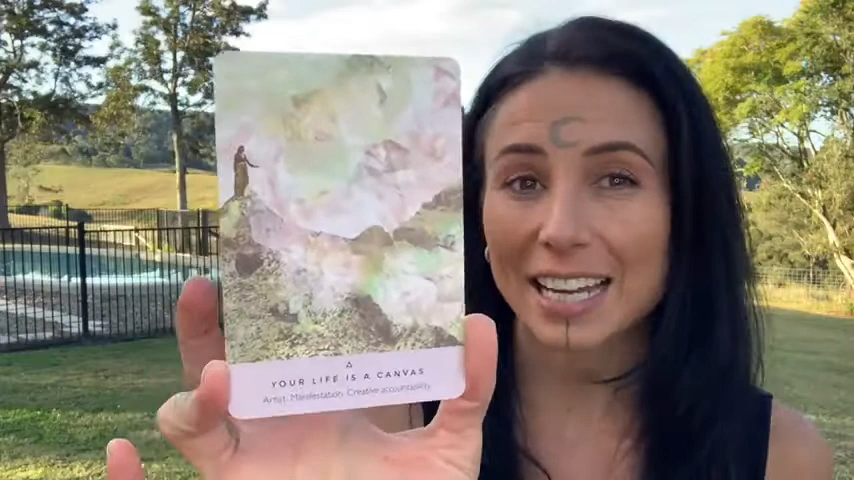 YOUR LIFE IS A CANVAS
Artist. Manifestation. Creative accountability.